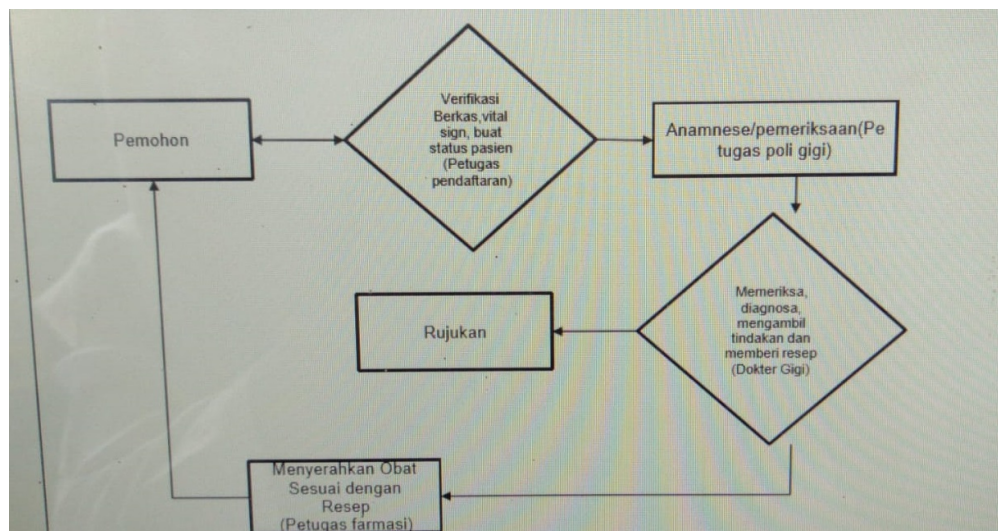 Pemohon
Verifikasi
Berkas,vital
sign, buat
status pasien
(Petugas
pendaftaran)
Anamnese/pemeriksaan(Pe
tugas poli gigi)
Memeriksa,
diagnosa,
mengambil
tindakan dan
memberi resep
(Dokter Gigi)
Rujukan
Menyerahkan Obat
Sesuai dengan
Resep
(Petugas farmasi)